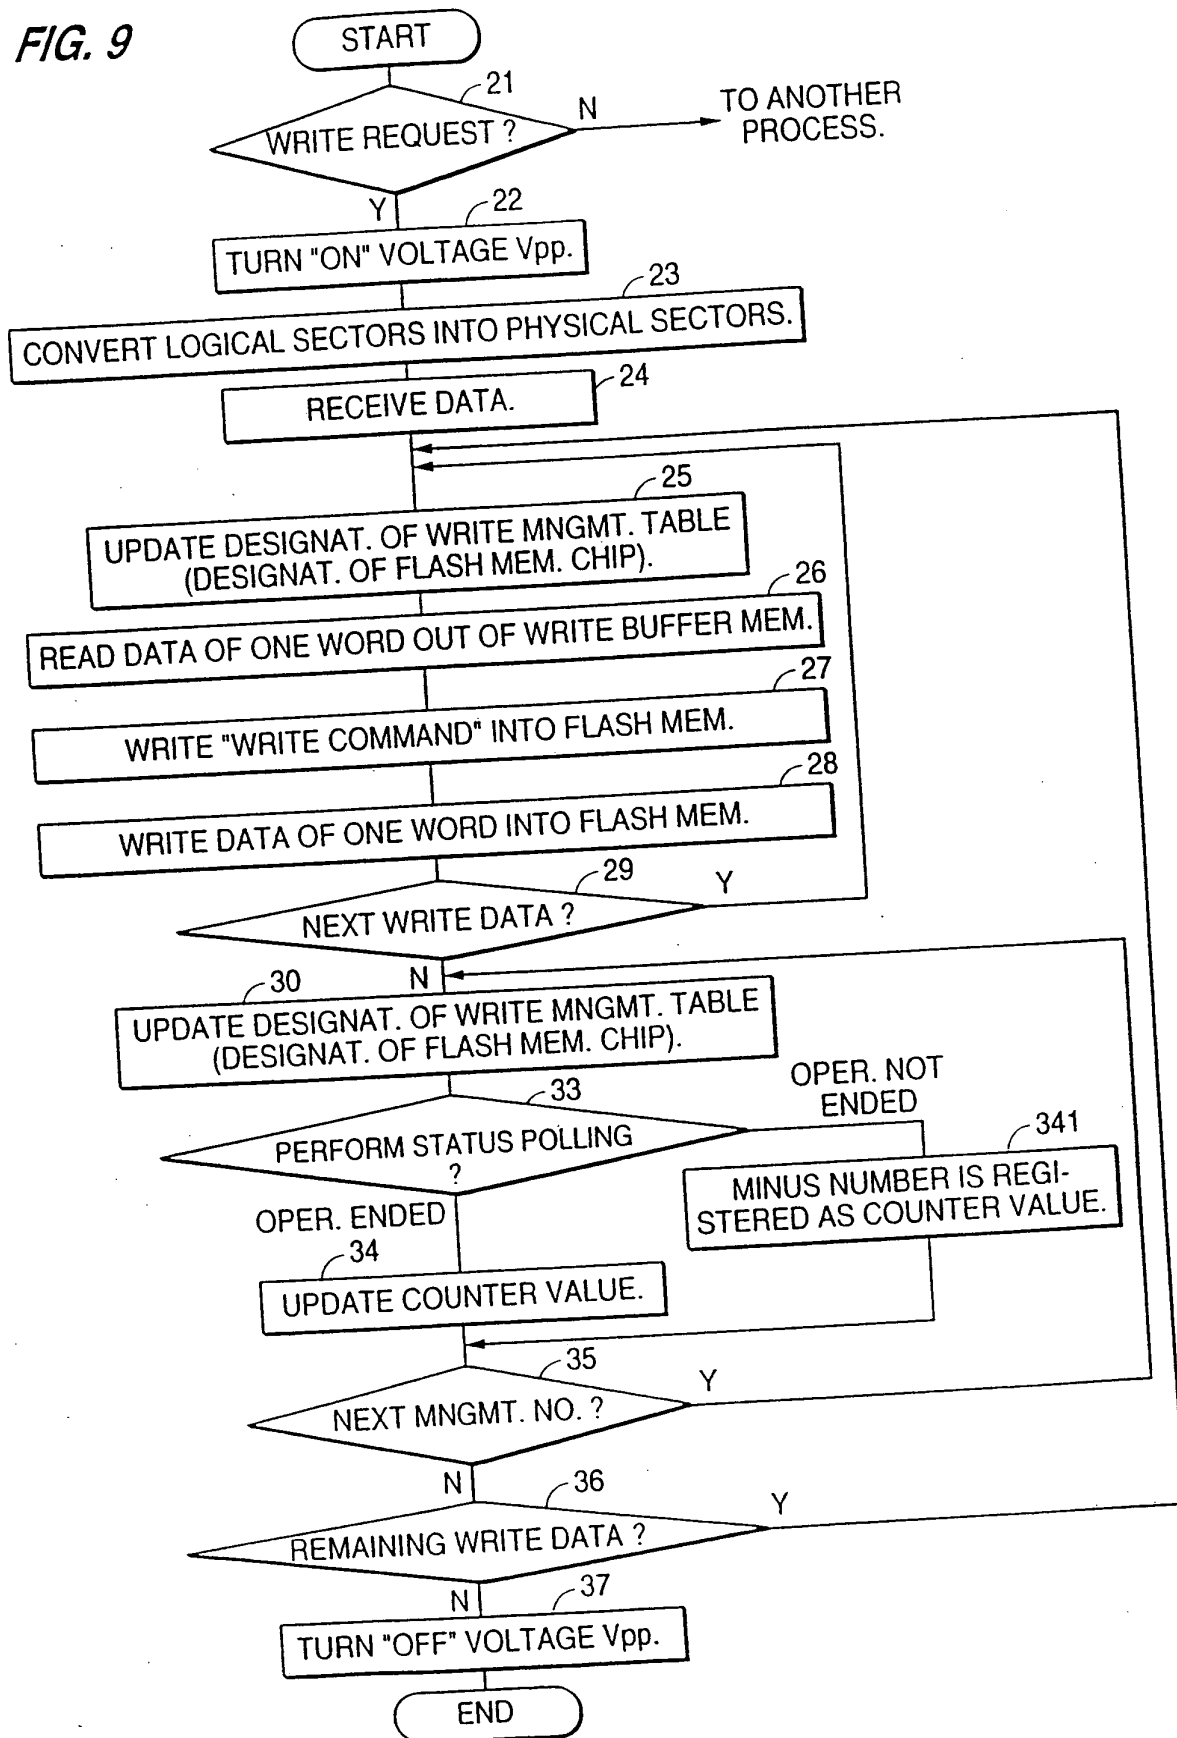 FIG. 9
START
21
WRITE REQUEST ?
N
TO ANOTHER
PROCESS.
Y
22
TURN "ON" VOLTAGE Vpp.
23
CONVERT LOGICAL SECTORS INTO PHYSICAL SECTORS.
24
RECEIVE DATA.
25
UPDATE DESIGNAT. OF WRITE MNGMT. TABLE
(DESIGNAT. OF FLASH MEM. CHIP).
26
READ DATA OF ONE WORD OUT OF WRITE BUFFER MEM.
27
WRITE "WRITE COMMAND" INTO FLASH MEM.
28
WRITE DATA OF ONE WORD INTO FLASH MEM.
29
Y
NEXT WRITE DATA ?
N
30
UPDATE DESIGNAT. OF WRITE MNGMT. TABLE
(DESIGNAT. OF FLASH MEM. CHIP).
33
OPER. NOT
ENDED
PERFORM STATUS POLLING
?
341
MINUS NUMBER IS REGI-
STERED AS COUNTER VALUE.
OPER. ENDED
34
UPDATE COUNTER VALUE.
35
Y
NEXT MNGMT. NO. ?
N
36
Y
REMAINING WRITE DATA ?
N
37
TURN "OFF" VOLTAGE Vpp.
END